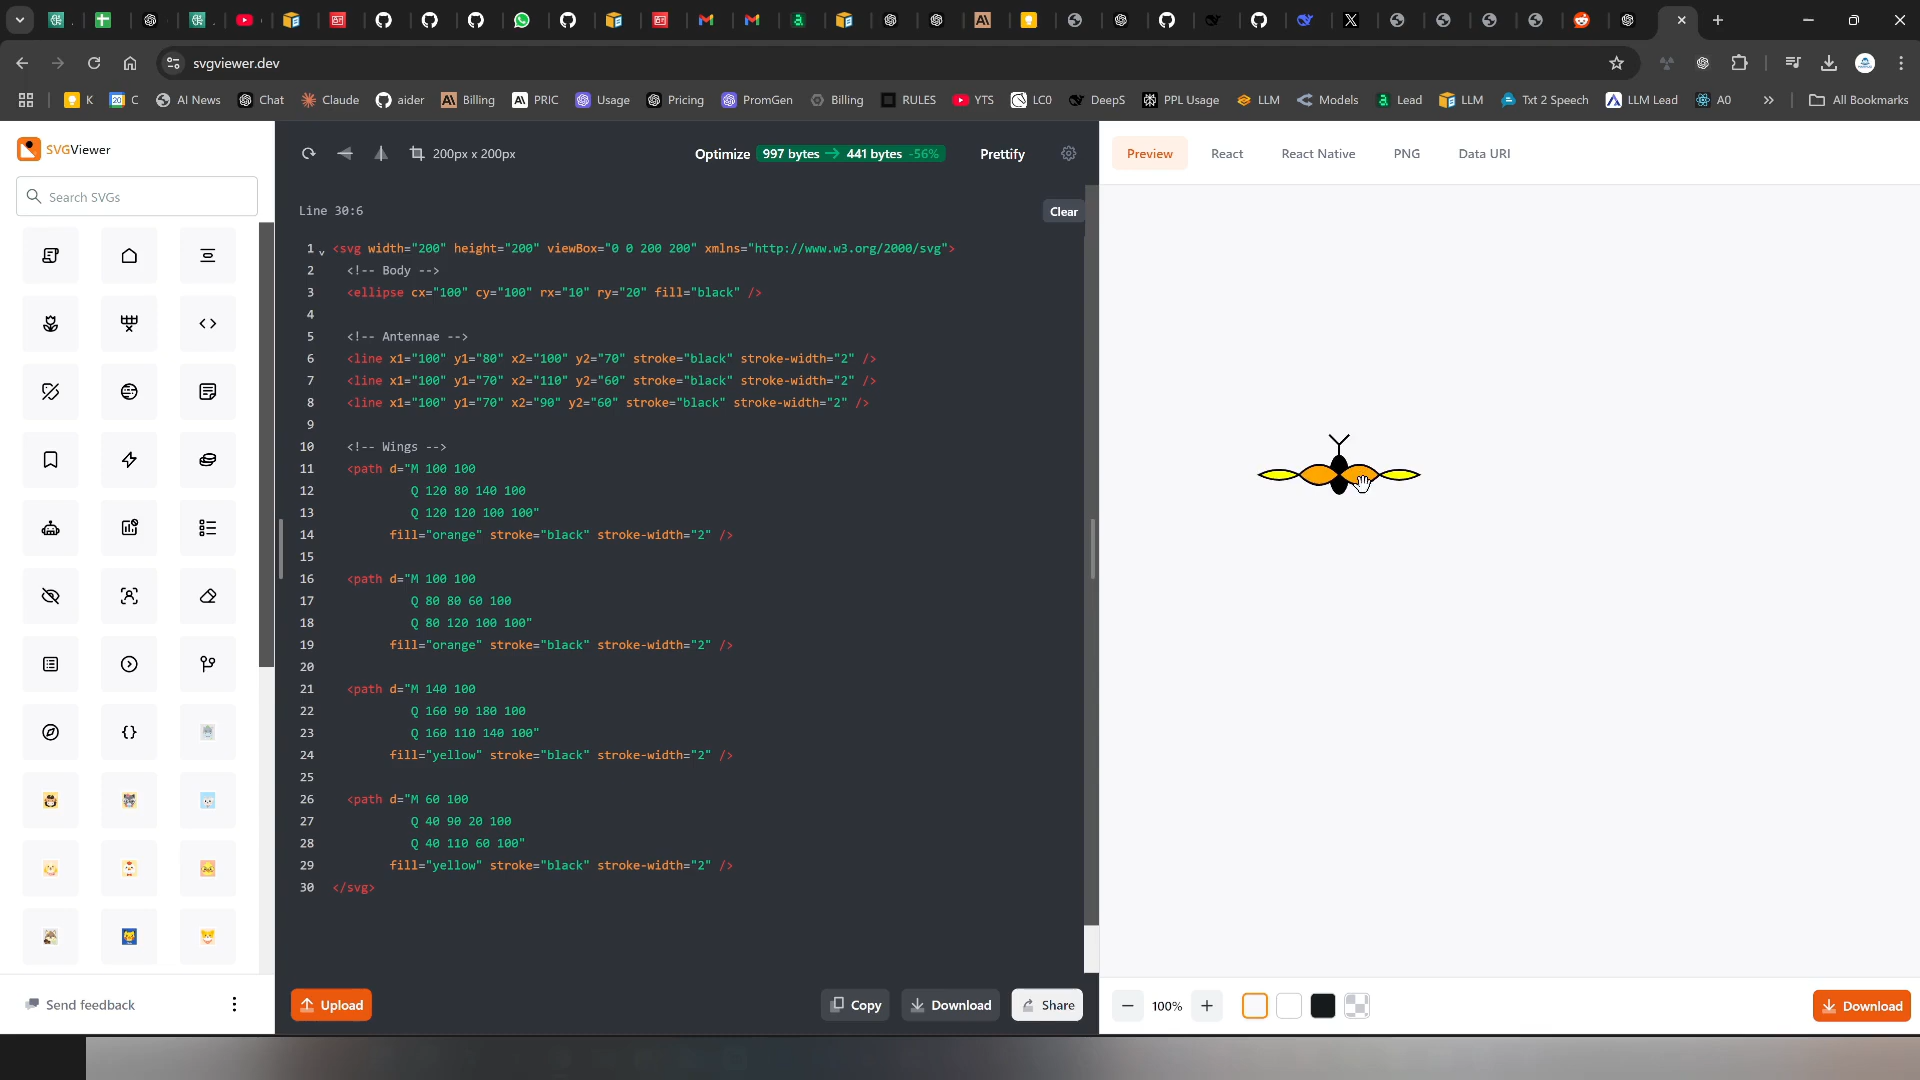 svgviewer.dev
K
C
AI News
Chat
Claude
aider
Billing
PRIC
Usage
Pricing
PromGen
Billing
RULES
YTS
LC0
DeepS
PPL Usage
LLM
Models
Lead
LLM
Txt 2 Speech
LLM Lead
A0
All Bookmarks
SVGViewer
Search SVGs
Send feedback
200px x 200px
Optimize 997 bytes → 441 bytes -56%
Prettify
Line 30:6
Clear
1 <svg width="200" height="200" viewBox="0 0 200 200" xmlns="http://www.w3.org/2000/svg">
2 <!-- Body -->
3 <ellipse cx="100" cy="100" rx="10" ry="20" fill="black" />
4
5 <!-- Antennae -->
6 <line x1="100" y1="80" x2="100" y2="70" stroke="black" stroke-width="2" />
7 <line x1="100" y1="70" x2="110" y2="60" stroke="black" stroke-width="2" />
8 <line x1="100" y1="70" x2="90" y2="60" stroke="black" stroke-width="2" />
9
10 <!-- Wings -->
11 <path d="M 100 100
12 Q 120 80 140 100
13 Q 120 120 100 100"
14 fill="orange" stroke="black" stroke-width="2" />
15
16 <path d="M 100 100
17 Q 80 80 60 100
18 Q 80 120 100 100"
19 fill="orange" stroke="black" stroke-width="2" />
20
21 <path d="M 140 100
22 Q 160 90 180 100
23 Q 160 110 140 100"
24 fill="yellow" stroke="black" stroke-width="2" />
25
26 <path d="M 60 100
27 Q 40 90 20 100
28 Q 40 110 60 100"
29 fill="yellow" stroke="black" stroke-width="2" />
30 </svg>
Upload
Copy
Download
Share
Preview
React
React Native
PNG
Data URI
100%
Download